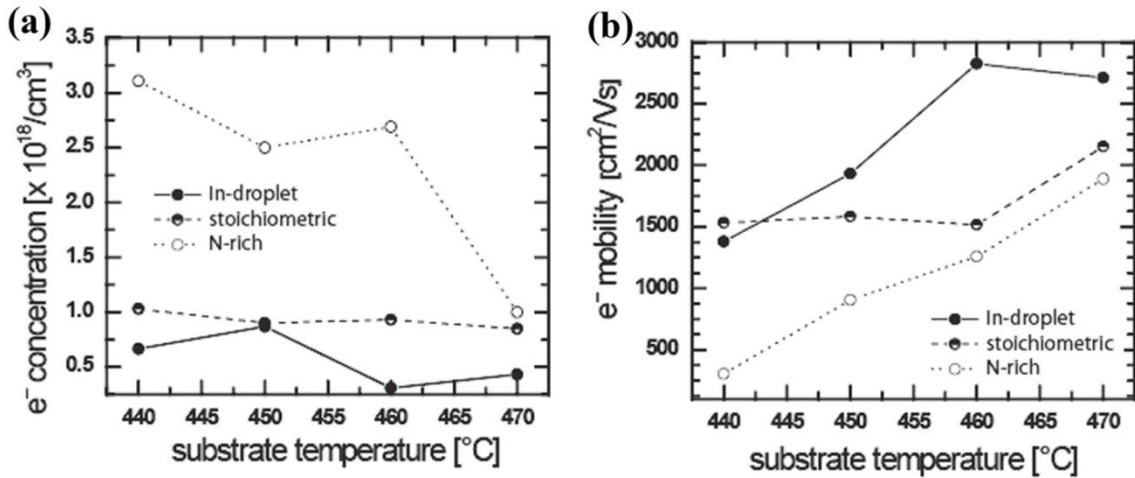 (a)
e⁻ concentration [x 10¹⁸/cm³]
3.5
3.0
2.5
2.0
1.5
1.0
0.5
In-droplet
stoichiometric
N-rich
440 445 450 455 460 465 470
substrate temperature [°C]
(b)
e⁻ mobility [cm²/Vs]
3000
2500
2000
1500
1000
500
In-droplet
stoichiometric
N-rich
440 445 450 455 460 465 470
substrate temperature [°C]